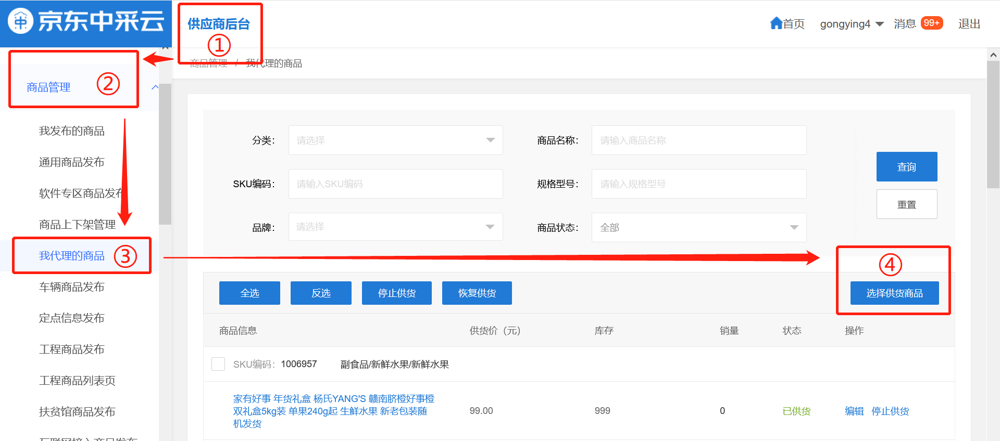 京东中采云
供应商后台
①
首页
gongying4
消息
99+
退出
商品管理 / 我代理的商品
商品管理
②
我发布的商品
通用商品发布
软件专区商品发布
商品上下架管理
我代理的商品
③
车辆商品发布
定点信息发布
工程商品发布
工程商品列表页
扶贫馆商品发布
互联网接入商品发布
分类：
请选择
商品名称：
请输入商品名称
SKU编码：
请输入SKU编码
规格型号：
请输入规格型号
品牌：
请选择
商品状态：
全部
查询
重置
④
全选
反选
停止供货
恢复供货
选择供货商品
商品信息
供货价（元）
库存
销量
状态
操作
SKU编码：1006957
副食品/新鲜水果/新鲜水果
家有好事 年货礼盒 杨氏YANG'S 赣南脐橙好事橙
双礼盒5kg装 单果240g起 生鲜水果 新老包装随
机发货
99.00
999
0
已供货
编辑
停止供货